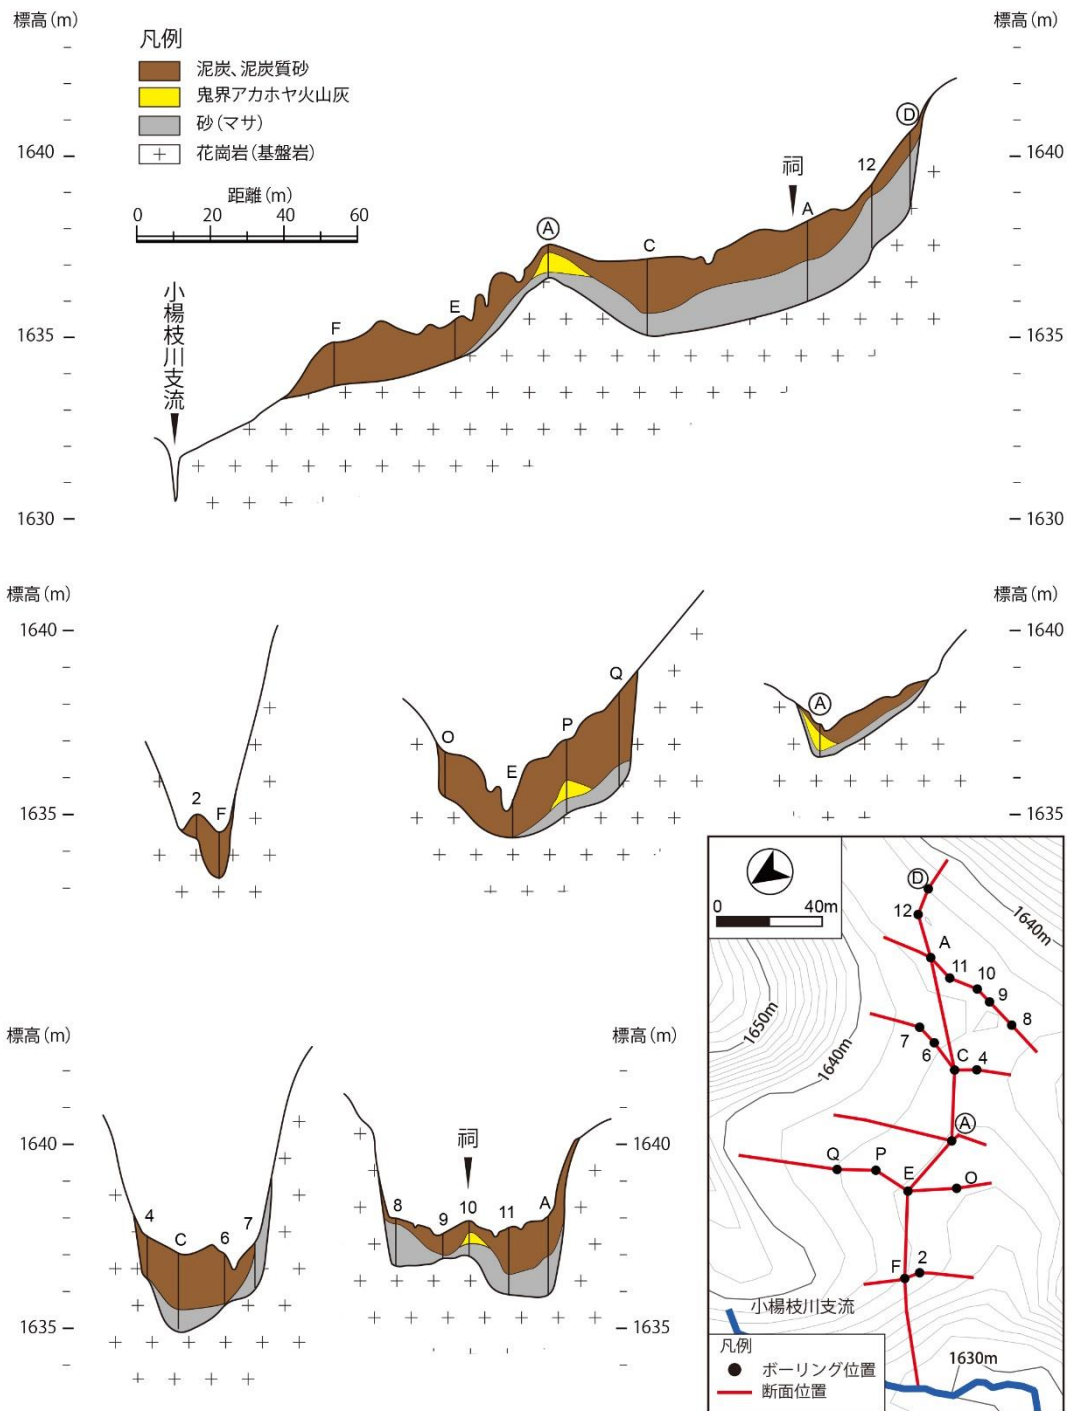 標高(m)
標高(m)
凡例
泥炭、泥炭質砂
鬼界アカホヤ火山灰
砂(マサ)
花崗岩(基盤岩)
距離(m)
0 20 40 60
1640
1640
1635
1635
1630
1630
小楊枝川支流
F
E
Ⓐ
C
祠
A
12
Ⓓ
標高(m)
標高(m)
1640
1640
1635
1635
2
F
O
E
P
Q
Ⓐ
標高(m)
標高(m)
1640
1640
1635
1635
4
C
6
7
祠
8
9
10
11
A
0 40m
Ⓓ
12
1640m
A
11
10
9
8
1650m
7
6
C
4
1640m
Ⓐ
Q
P
E
O
F
2
小楊枝川支流
1630m
凡例
ボーリング位置
断面位置